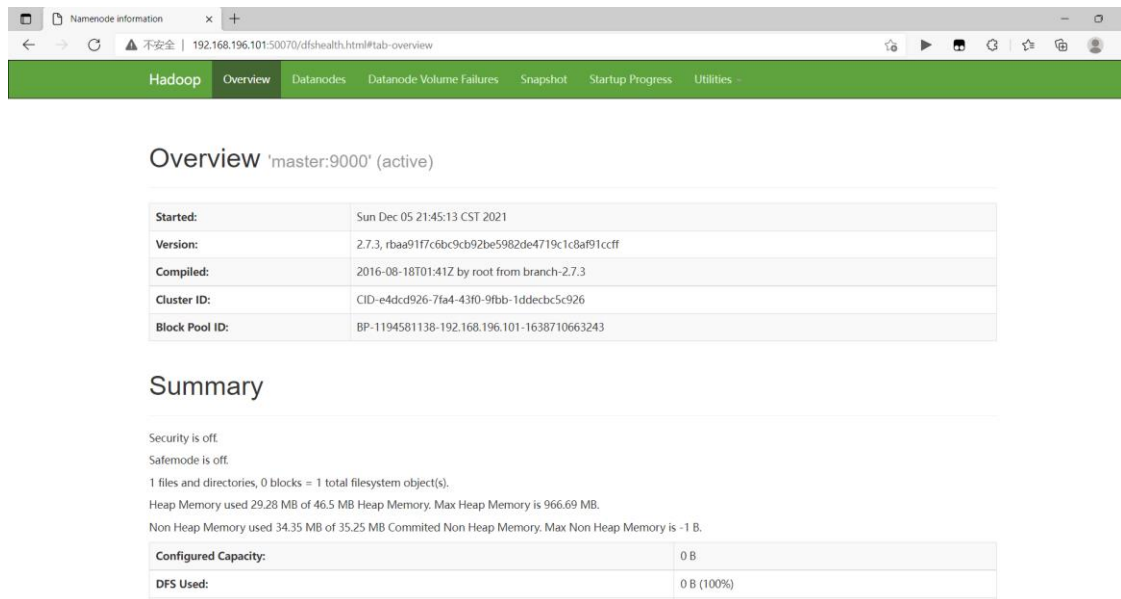 Namenode information
不安全 | 192.168.196.101:50070/dfshealth.html#tab-overview
Hadoop Overview Datanodes Datanode Volume Failures Snapshot Startup Progress Utilities
Overview 'master:9000' (active)
Started: Sun Dec 05 21:45:13 CST 2021
Version: 2.7.3, rbaa91f7c6bc9cb92be5982de4719c1c8af91ccff
Compiled: 2016-08-18T01:41Z by root from branch-2.7.3
Cluster ID: CID-e4dcd926-7fa4-43f0-9fbb-1ddecbc5c926
Block Pool ID: BP-1194581138-192.168.196.101-1638710663243
Summary
Security is off.
Safemode is off.
1 files and directories, 0 blocks = 1 total filesystem object(s).
Heap Memory used 29.28 MB of 46.5 MB Heap Memory. Max Heap Memory is 966.69 MB.
Non Heap Memory used 34.35 MB of 35.25 MB Commited Non Heap Memory. Max Non Heap Memory is -1 B.
Configured Capacity: 0 B
DFS Used: 0 B (100%)